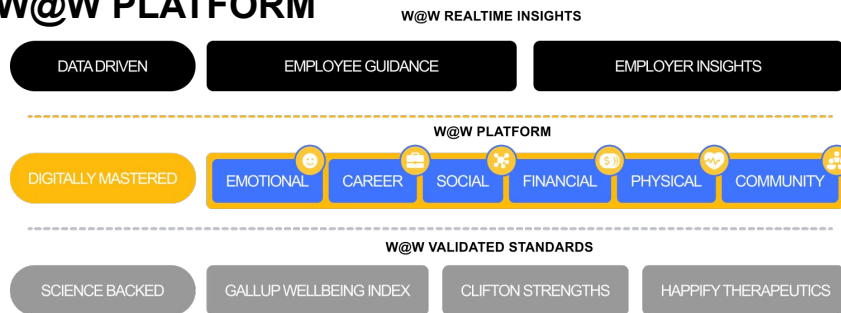 W@W PLATFORM
W@W REALTIME INSIGHTS
DATA DRIVEN
EMPLOYEE GUIDANCE
EMPLOYER INSIGHTS
W@W PLATFORM
DIGITALLY MASTERED
EMOTIONAL
CAREER
SOCIAL
FINANCIAL
PHYSICAL
COMMUNITY
W@W VALIDATED STANDARDS
SCIENCE BACKED
GALLUP WELLBEING INDEX
CLIFTON STRENGTHS
HAPPIFY THERAPEUTICS